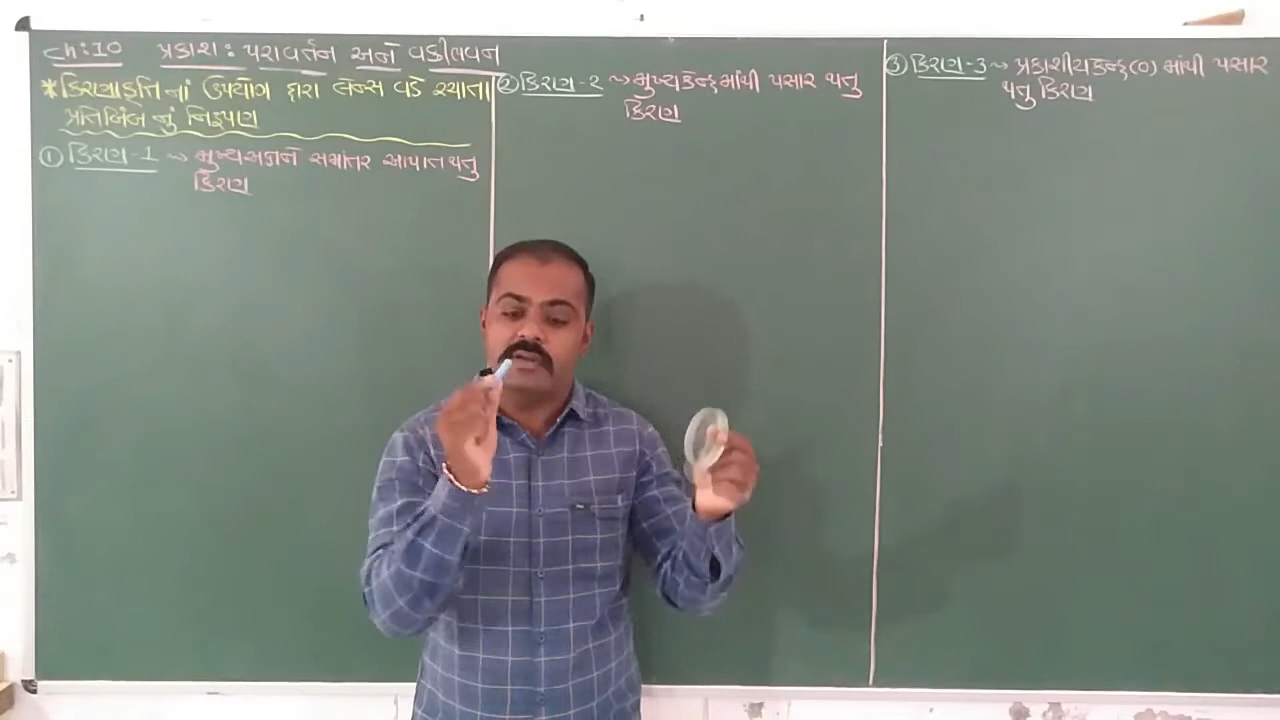 ch:10 પ્રકાશ: પરાવર્તન અને વક્રીભવન
*કિરણાકૃતિ નાં ઉપયોગ દ્વારા લેન્સ વડે રચાતા
પ્રતિબિંબ નું નિરૂપણ
① કિરણ-1 → મુખ્યઅક્ષને સમાંતર આપાત થતુ
કિરણ
② કિરણ-2 → મુખ્યકેન્દ્રમાંથી પસાર થતુ
કિરણ
③ કિરણ-3 → પ્રકાશીયકેન્દ્ર(O) માંથી પસાર
થતુ કિરણ